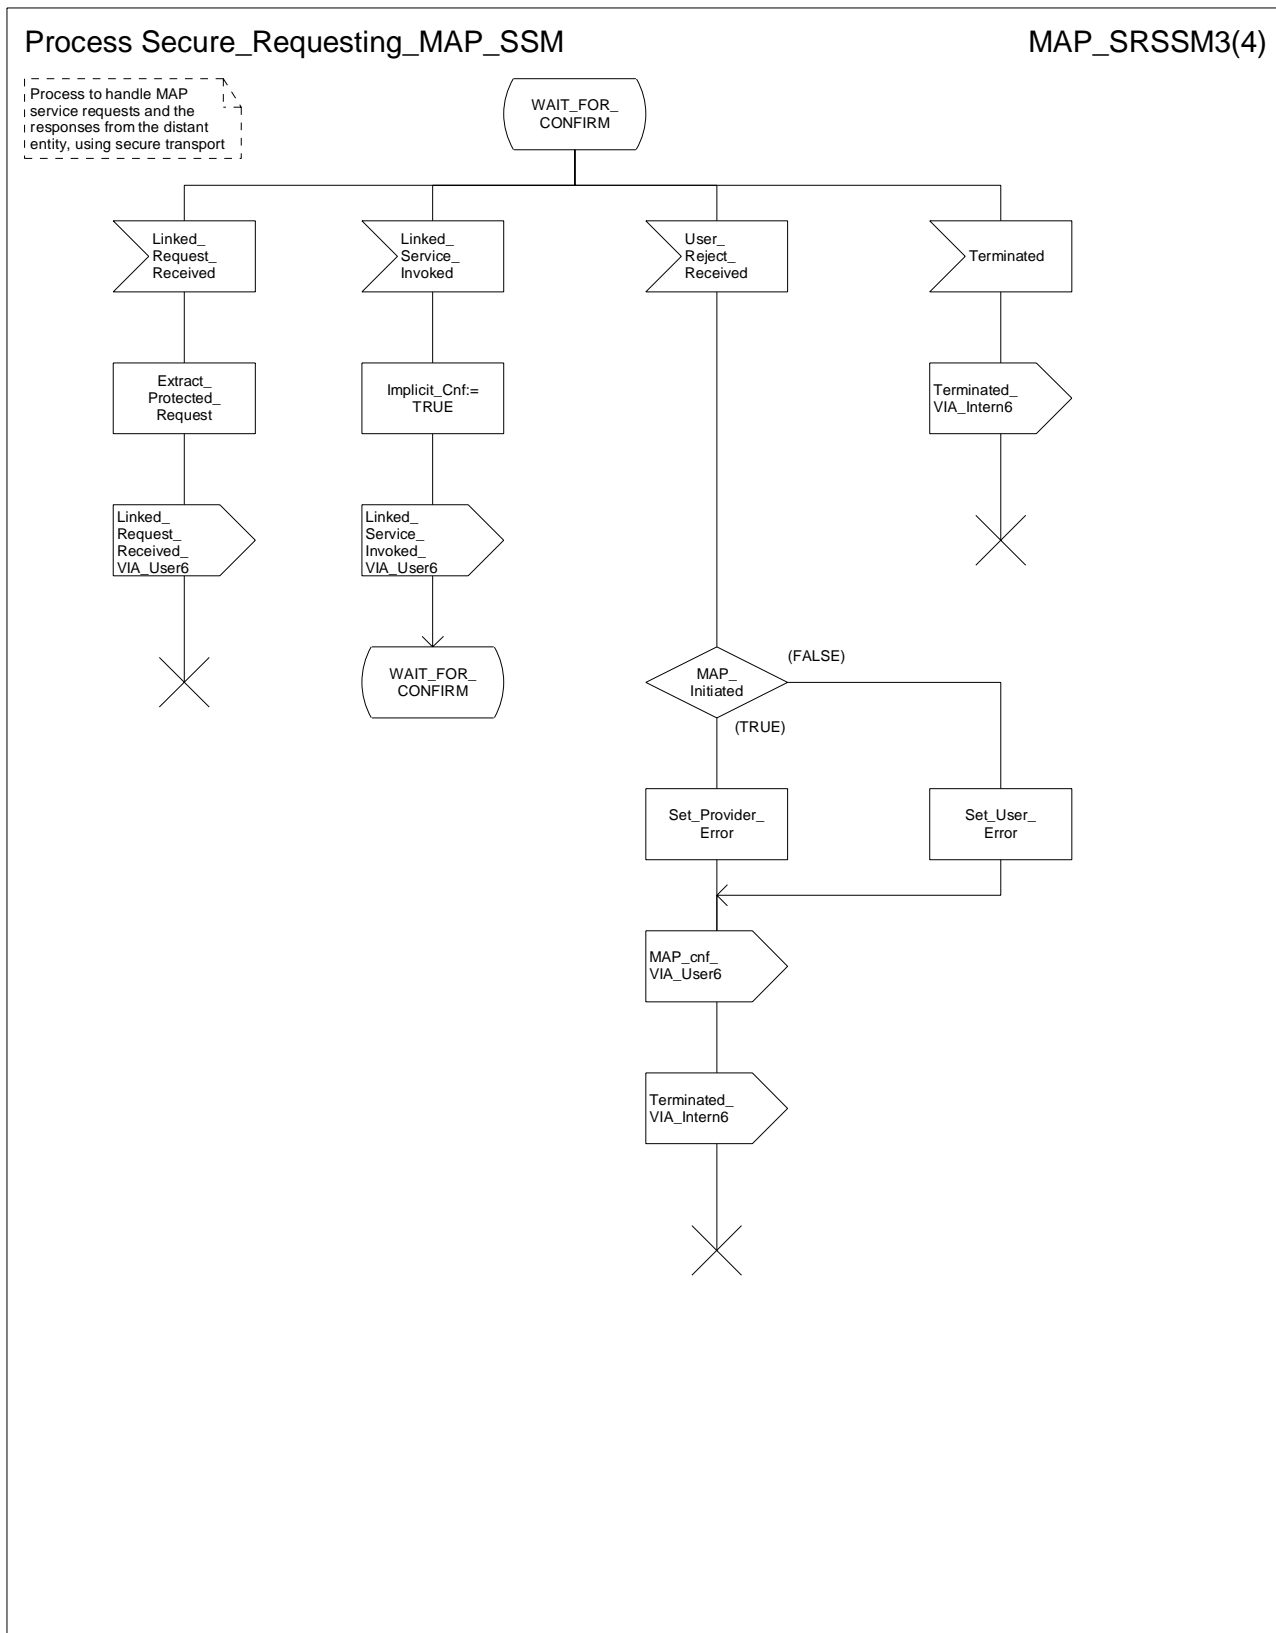 Process Secure_Requesting_MAP_SSM
MAP_SRSSM3(4)
Process to handle MAP
service requests and the
responses from the distant
entity, using secure transport
WAIT_FOR_
CONFIRM
Linked_
Request_
Received
Linked_
Service_
Invoked
User_
Reject_
Received
Terminated
Extract_
Protected_
Request
Implicit_Cnf:=
TRUE
Terminated_
VIA_Intern6
Linked_
Request_
Received_
VIA_User6
Linked_
Service_
Invoked_
VIA_User6
WAIT_FOR_
CONFIRM
MAP_
Initiated
(FALSE)
(TRUE)
Set_Provider_
Error
Set_User_
Error
MAP_cnf_
VIA_User6
Terminated_
VIA_Intern6